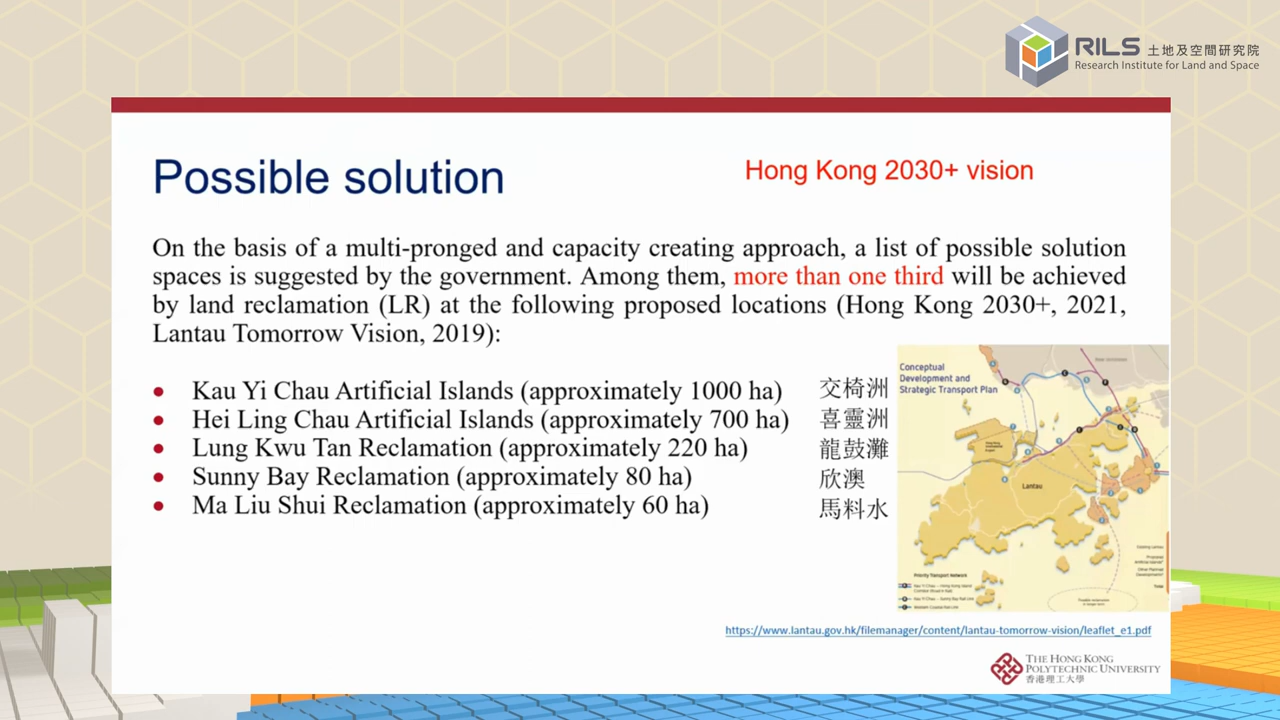 RILS 土地及空間研究院
Research Institute for Land and Space
Possible solution
Hong Kong 2030+ vision
On the basis of a multi-pronged and capacity creating approach, a list of possible solution
spaces is suggested by the government. Among them, more than one third will be achieved
by land reclamation (LR) at the following proposed locations (Hong Kong 2030+, 2021,
Lantau Tomorrow Vision, 2019):
• Kau Yi Chau Artificial Islands (approximately 1000 ha) 交椅洲
• Hei Ling Chau Artificial Islands (approximately 700 ha) 喜靈洲
• Lung Kwu Tan Reclamation (approximately 220 ha) 龍鼓灘
• Sunny Bay Reclamation (approximately 80 ha) 欣澳
• Ma Liu Shui Reclamation (approximately 60 ha) 馬料水
Conceptual
Development and
Strategic Transport Plan
Lantau
Priority Transport Network
https://www.lantau.gov.hk/filemanager/content/lantau-tomorrow-vision/leaflet_e1.pdf
THE HONG KONG
POLYTECHNIC UNIVERSITY
香港理工大學